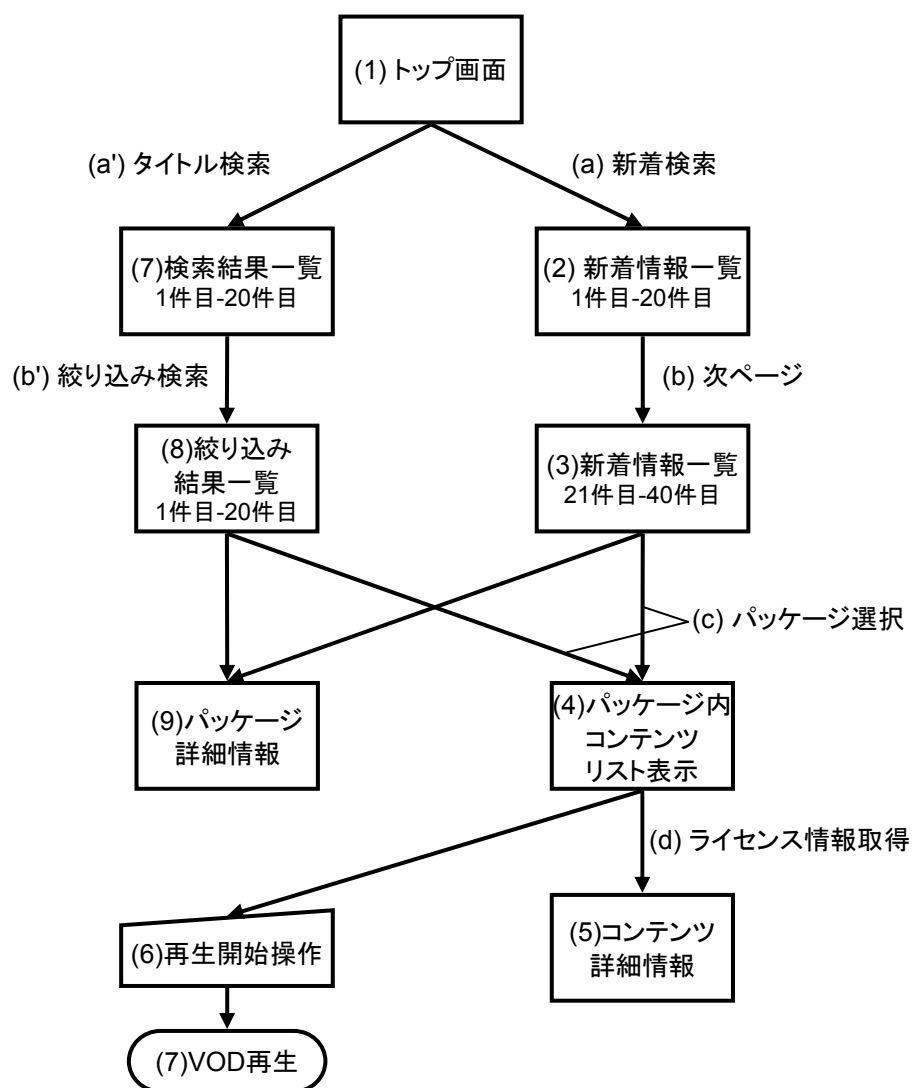 (1) トップ画面
(a') タイトル検索
(a) 新着検索
(7)検索結果一覧
1件目-20件目
(2) 新着情報一覧
1件目-20件目
(b') 絞り込み検索
(b) 次ページ
(8)絞り込み
結果一覧
1件目-20件目
(3)新着情報一覧
21件目-40件目
(c) パッケージ選択
(9)パッケージ
詳細情報
(4)パッケージ内
コンテンツ
リスト表示
(d) ライセンス情報取得
(6)再生開始操作
(5)コンテンツ
詳細情報
(7)VOD再生